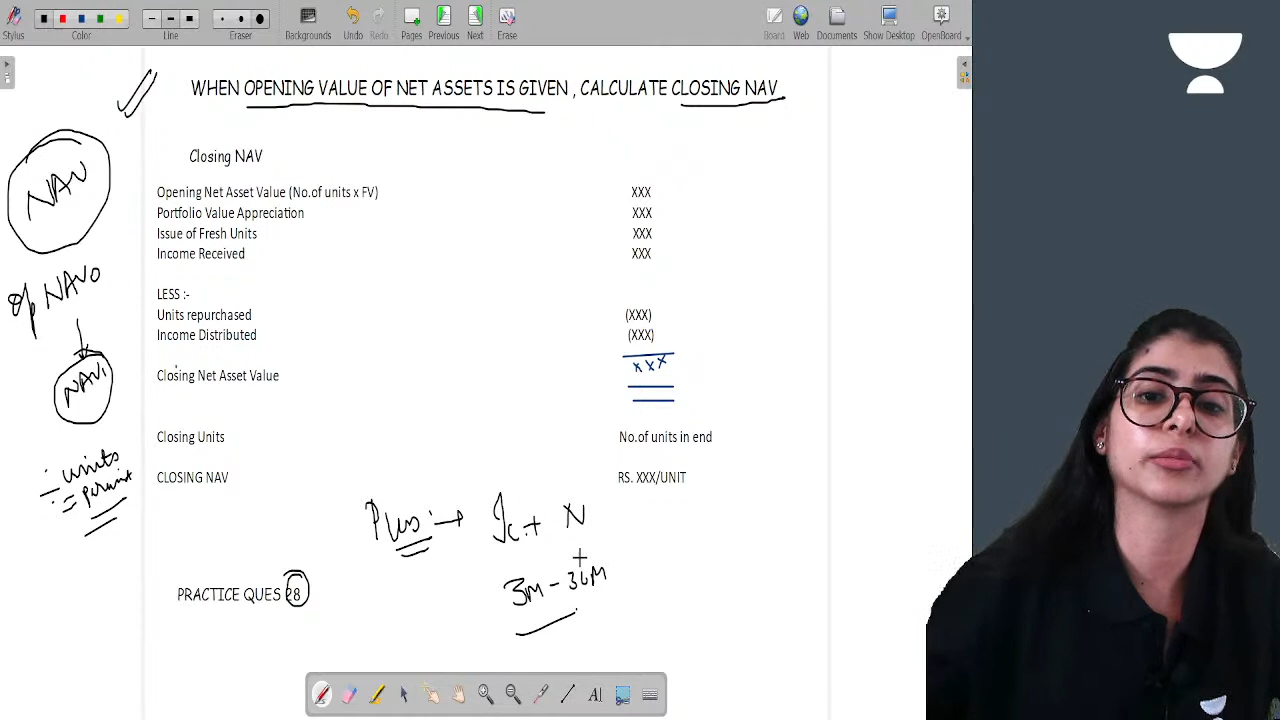 Stylus
Color
Line
Eraser
Backgrounds
Undo
Redo
Pages
Previous
Next
Erase
Board
Web
Documents
Show Desktop
OpenBoard
WHEN OPENING VALUE OF NET ASSETS IS GIVEN , CALCULATE CLOSING NAV
NAV
Closing NAV
Opening Net Asset Value (No.of units x FV) XXX
Portfolio Value Appreciation XXX
Issue of Fresh Units XXX
Income Received XXX
op NAV0
LESS :-
Units repurchased (XXX)
Income Distributed (XXX)
NAV1
Closing Net Asset Value xxx
Closing Units No.of units in end
÷ units
CLOSING NAV RS. XXX/UNIT
Plus → + N
+
3M - 36M
PRACTICE QUES 28